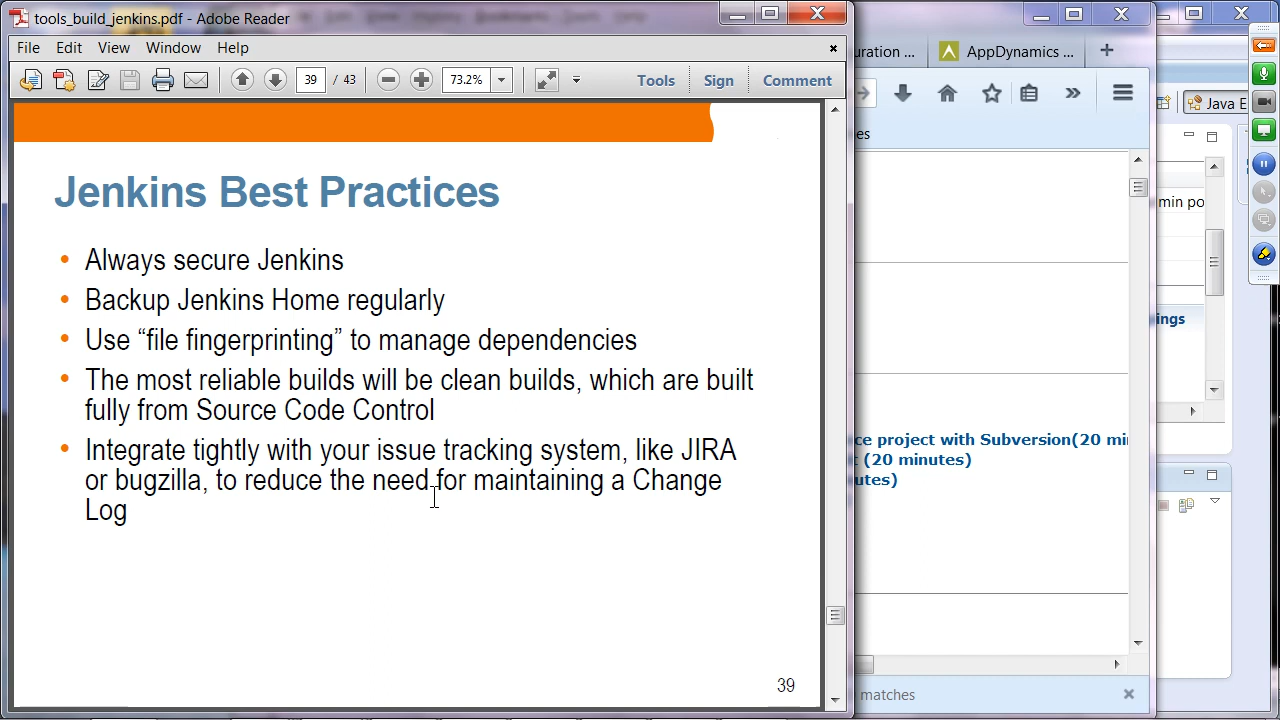 tools_build_jenkins.pdf - Adobe Reader
File Edit View Window Help
39 / 43 73.2% Tools Sign Comment
Jenkins Best Practices
• Always secure Jenkins
• Backup Jenkins Home regularly
• Use “file fingerprinting” to manage dependencies
• The most reliable builds will be clean builds, which are built
fully from Source Code Control
• Integrate tightly with your issue tracking system, like JIRA
or bugzilla, to reduce the need for maintaining a Change
Log
39
uration ...
AppDynamics ...
es
ce project with Subversion(20 mi
t (20 minutes)
utes)
matches
Java E
min po
ings